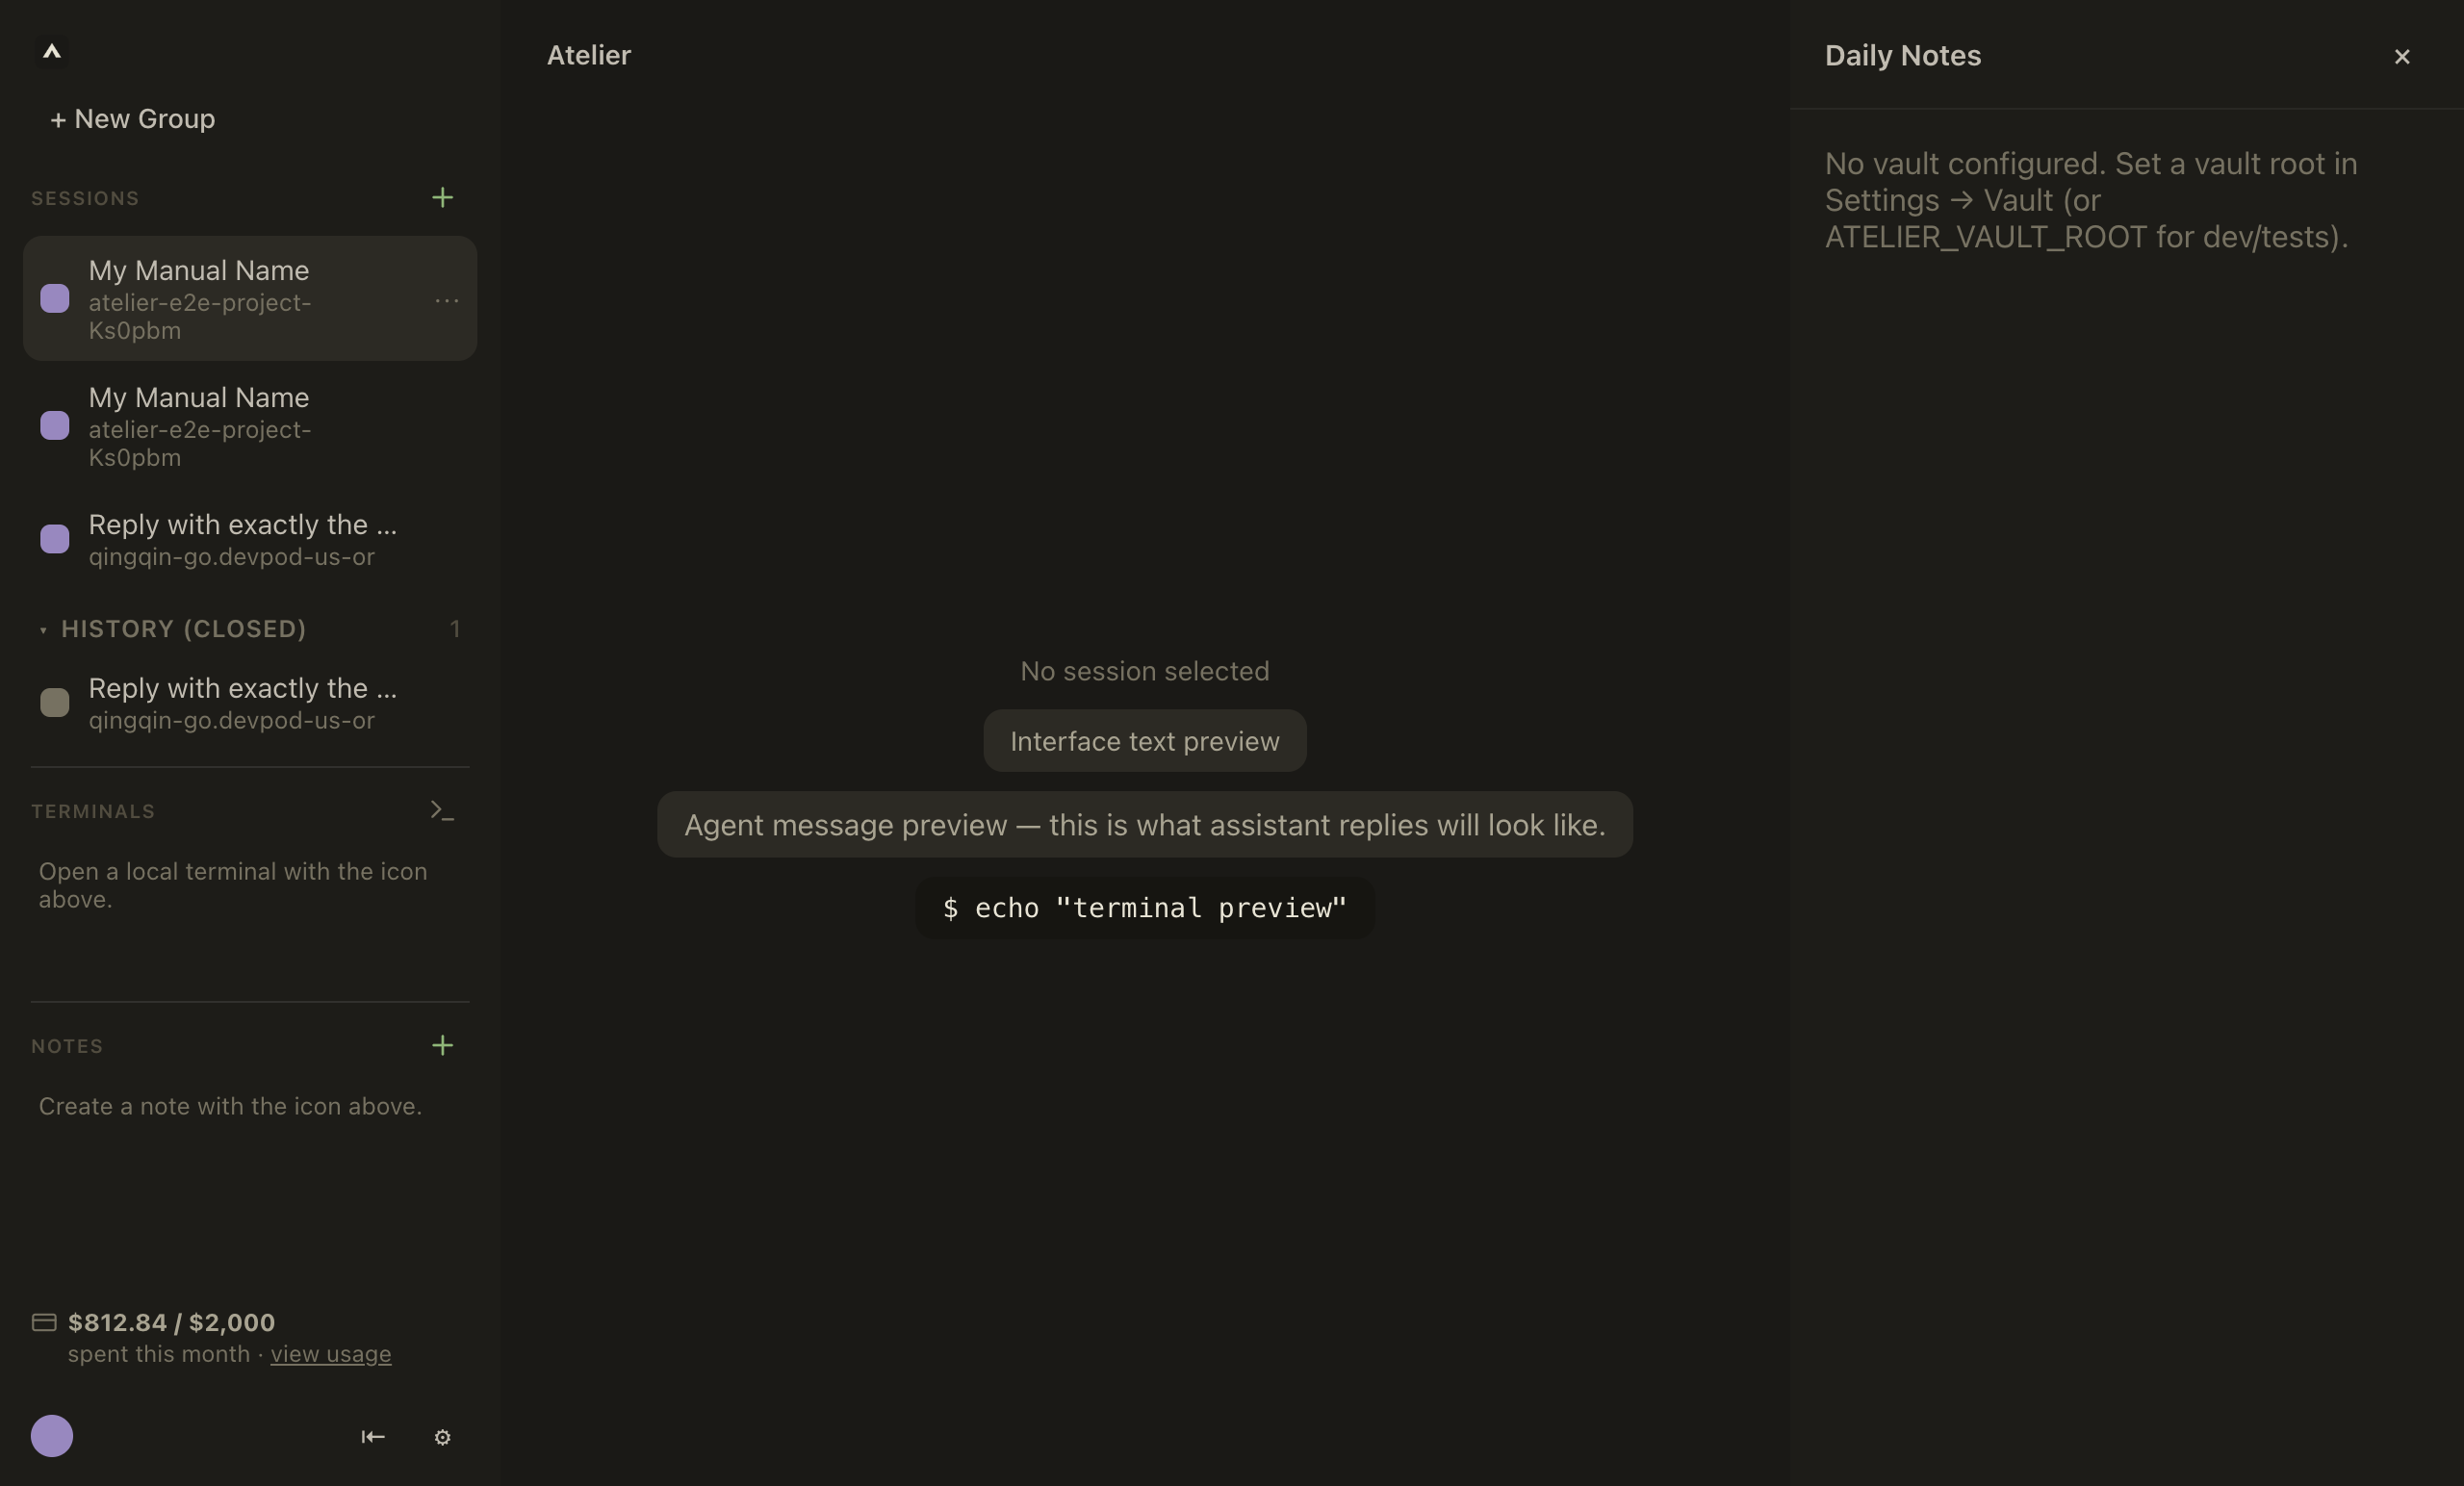 + New Group
SESSIONS
My Manual Name
atelier-e2e-project-
Ks0pbm
My Manual Name
atelier-e2e-project-
Ks0pbm
Reply with exactly the ...
qingqin-go.devpod-us-or
HISTORY (CLOSED) 1
Reply with exactly the ...
qingqin-go.devpod-us-or
TERMINALS
Open a local terminal with the icon
above.
NOTES
Create a note with the icon above.
$812.84 / $2,000
spent this month · view usage
Atelier
No session selected
Interface text preview
Agent message preview — this is what assistant replies will look like.
$ echo "terminal preview"
Daily Notes
No vault configured. Set a vault root in
Settings → Vault (or
ATELIER_VAULT_ROOT for dev/tests).